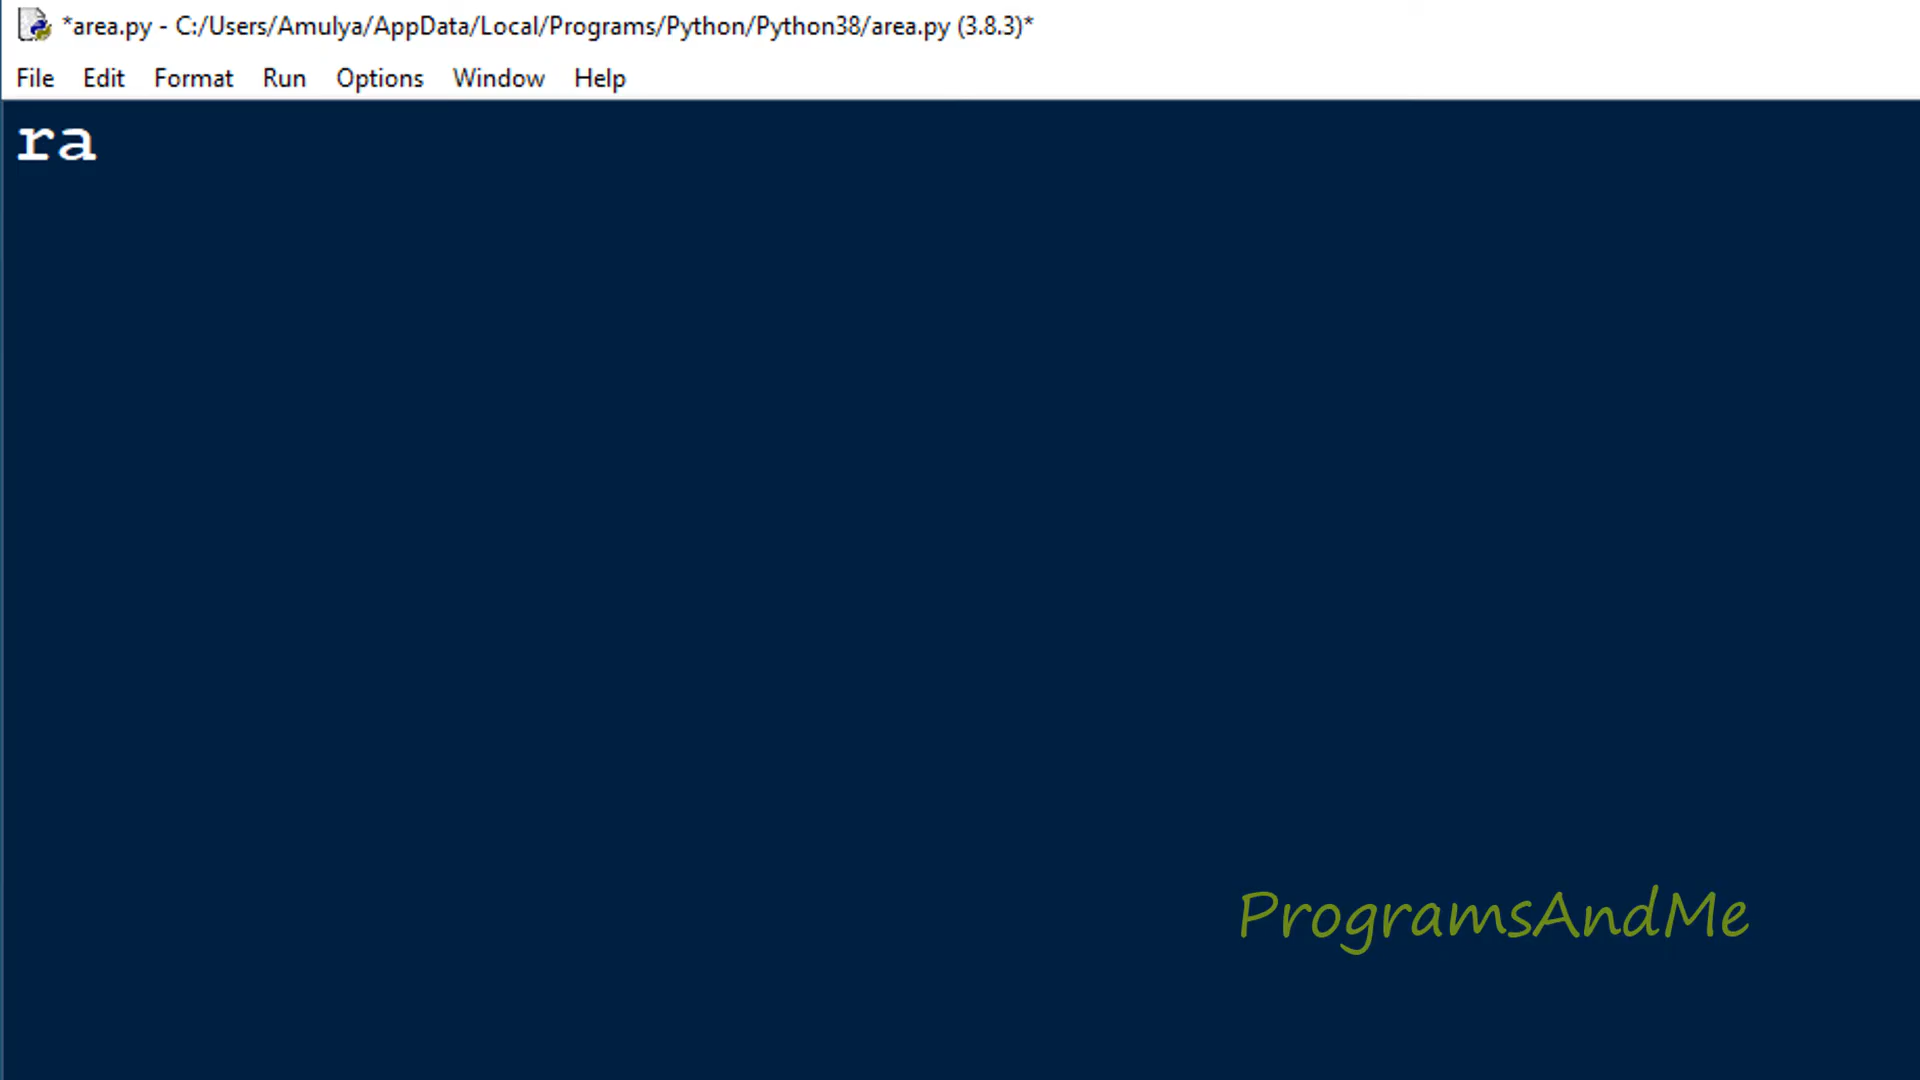 *area.py - C:/Users/Amulya/AppData/Local/Programs/Python/Python38/area.py (3.8.3)*
File Edit Format Run Options Window Help
ra
ProgramsAndMe